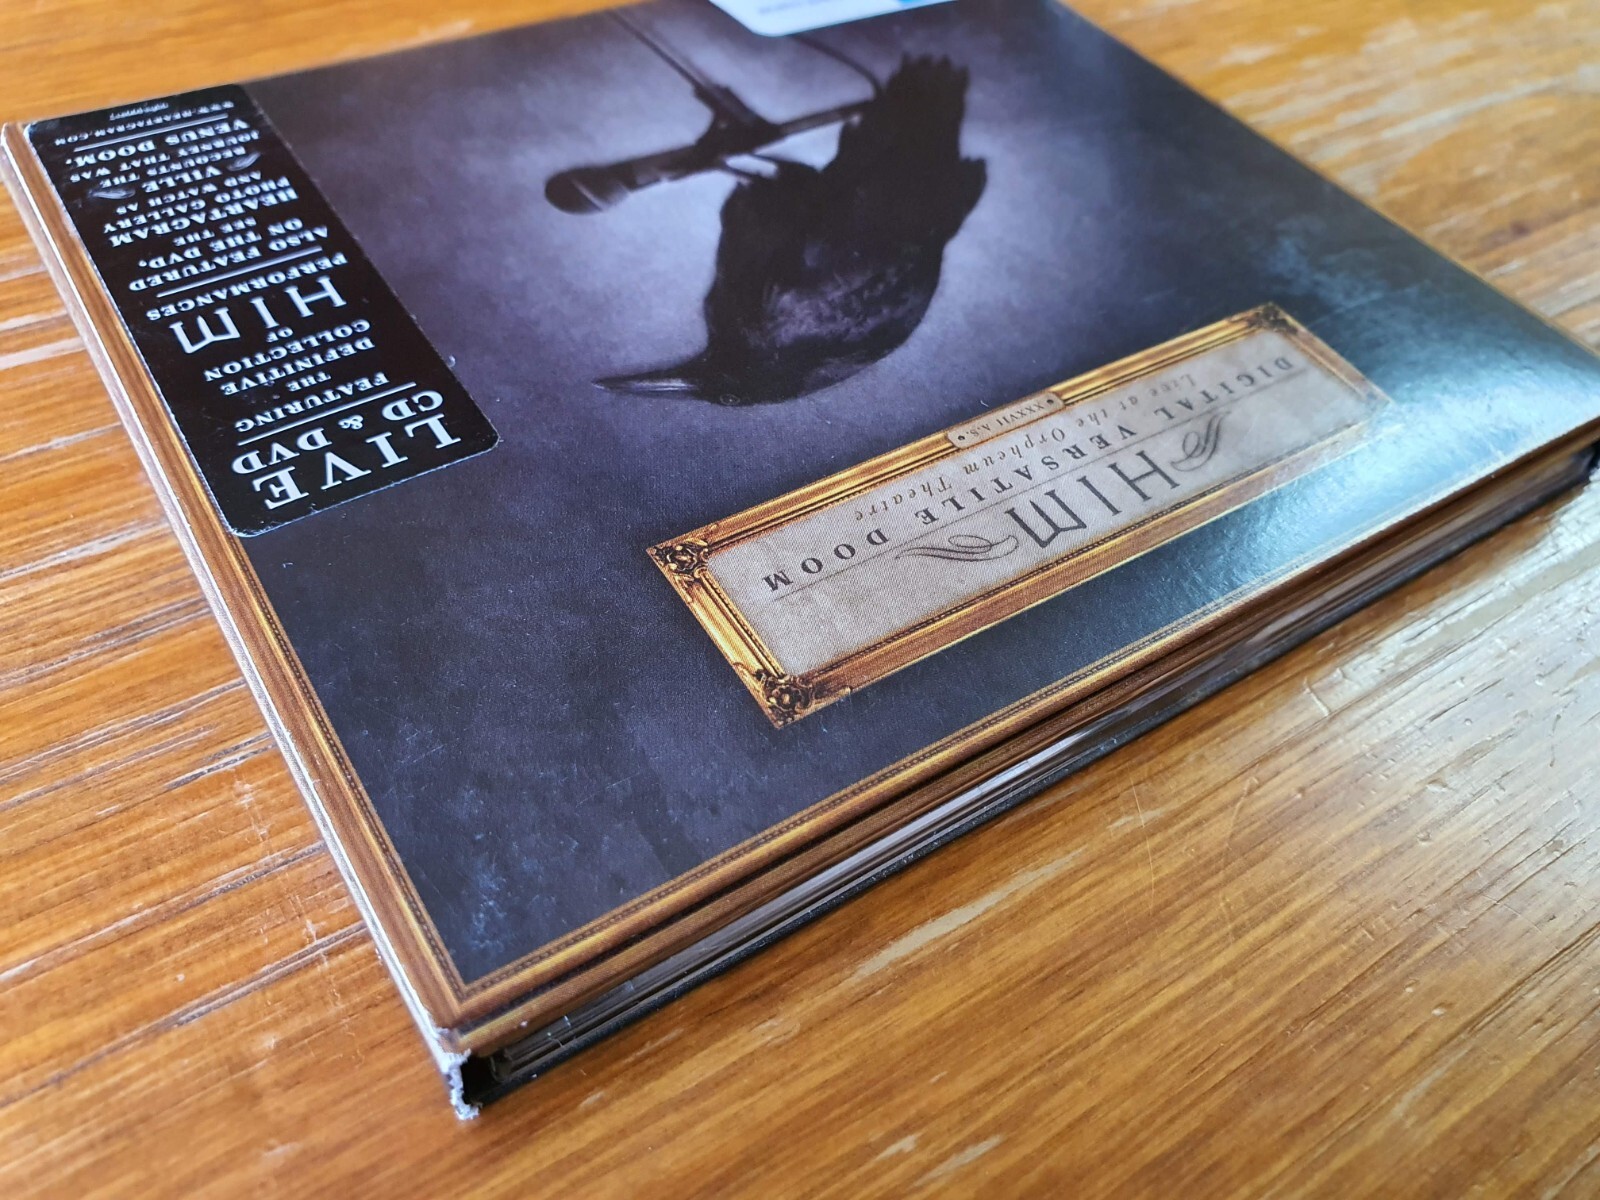 LIVE
CD & DVD
FEATURING
THE
DEFINITIVE
COLLECTION
OF
HIM
PERFORMANCES
ALSO FEATURED
ON THE DVD,
SEE THE
HEARTAGRAM
PHOTO GALLERY
AND WATCH AS
VILLE
RECOUNTS THE
JOURNEY THAT WAS
VENUS DOOM.
WWW.HEARTAGRAM.COM
HIM
DIGITAL VERSATILE DOOM
Live at the Orpheum Theatre
• XXXVII A.S. •